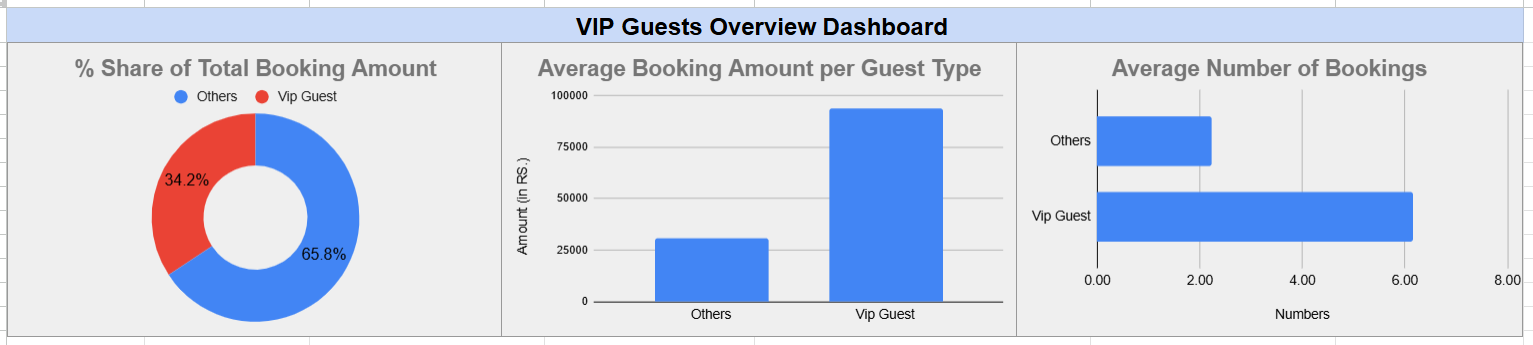 VIP Guests Overview Dashboard
% Share of Total Booking Amount
Others
Vip Guest
34.2%
65.8%
Average Booking Amount per Guest Type
Amount (in RS.)
100000
75000
50000
25000
0
Others
Vip Guest
Average Number of Bookings
Others
Vip Guest
0.00 2.00 4.00 6.00 8.00
Numbers